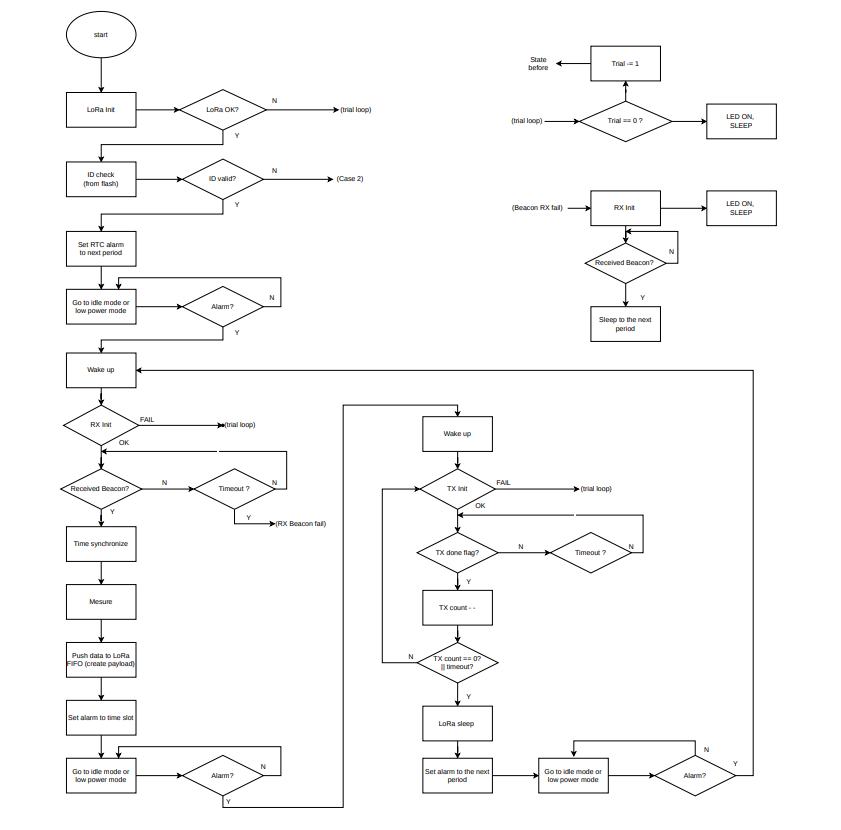 start
LoRa Init
LoRa OK?
N
(trial loop)
Y
ID check
(from flash)
ID valid?
N
(Case 2)
Y
Set RTC alarm
to next period
Go to idle mode or
low power mode
Alarm?
N
Y
Wake up
RX Init
FAIL
(trial loop)
OK
Received Beacon?
N
Timeout ?
N
Y
Y
(RX Beacon fail)
Time synchronize
Mesure
Push data to LoRa
FIFO (create payload)
Set alarm to time slot
Go to idle mode or
low power mode
Alarm?
N
Y
State
before
Trial -= 1
(trial loop)
Trial == 0 ?
LED ON,
SLEEP
(Beacon RX fail)
RX Init
LED ON,
SLEEP
Received Beacon?
N
Y
Sleep to the next
period
Wake up
TX Init
FAIL
(trial loop)
OK
TX done flag?
N
Timeout ?
N
Y
TX count - -
TX count == 0?
|| timeout?
N
Y
LoRa sleep
Set alarm to the next
period
Go to idle mode or
low power mode
Alarm?
N
Y